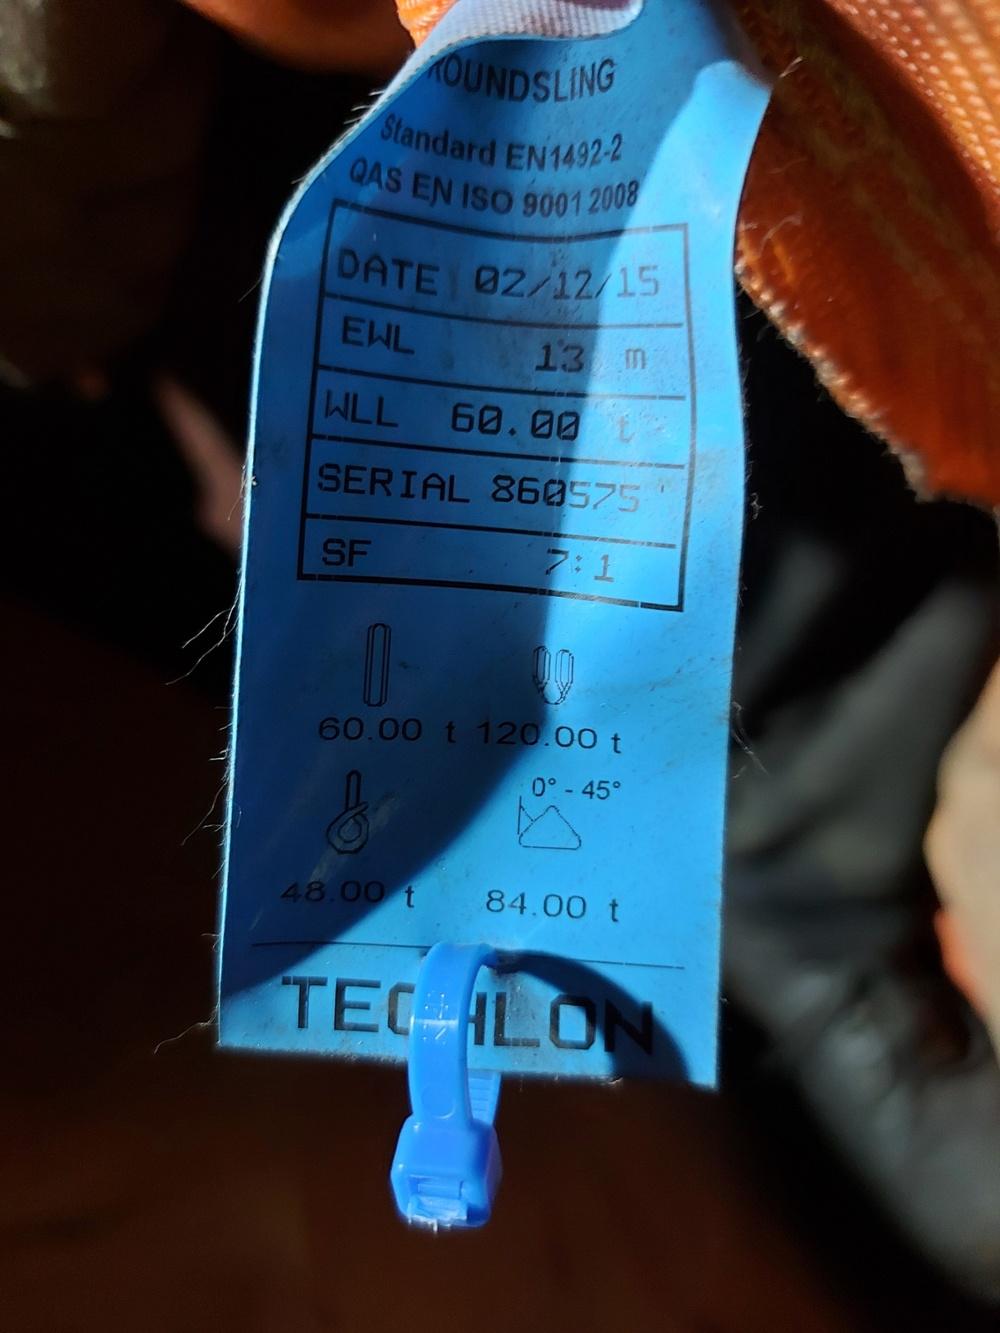 ROUNDSLING
Standard EN1492-2
QAS EN ISO 9001 2008
DATE 02/12/15
EWL 13 m
WLL 60.00 t
SERIAL 860575
SF 7:1
60.00 t 120.00 t
0° - 45°
48.00 t 84.00 t
TECHLON